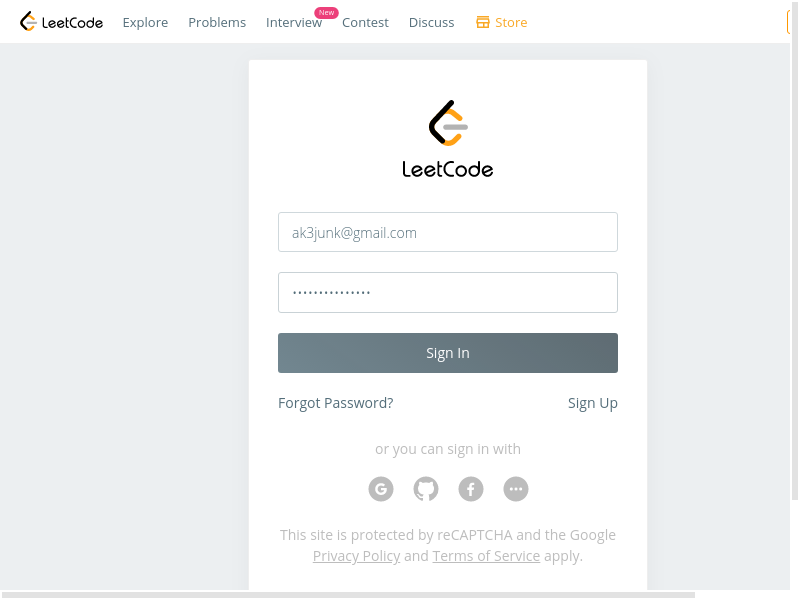 LeetCode Explore Problems Interview New Contest Discuss Store
LeetCode
ak3junk@gmail.com
•••••••••••••••
Sign In
Forgot Password? Sign Up
or you can sign in with
This site is protected by reCAPTCHA and the Google
Privacy Policy and Terms of Service apply.